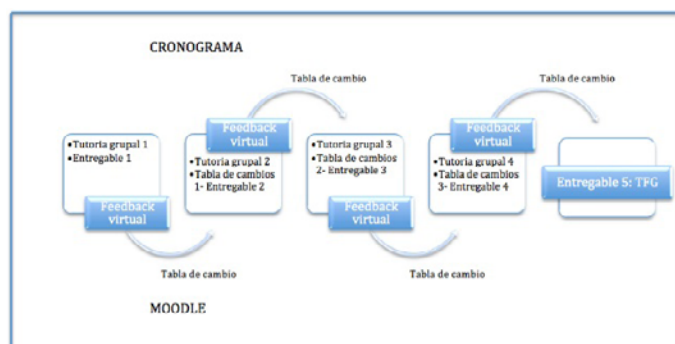 CRONOGRAMA
Tabla de cambio
Tabla de cambio
Feedback
virtual
Feedback
virtual
•Tutoria grupal 1
•Entregable 1
•Tutoria grupal 2
•Tabla de cambios
1- Entregable 2
•Tutoria grupal 3
•Tabla de cambios
2- Entregable 3
•Tutoria grupal 4
•Tabla de cambios
3- Entregable 4
Entregable 5: TFG
Feedback
virtual
Feedback
virtual
Tabla de cambio
Tabla de cambio
MOODLE